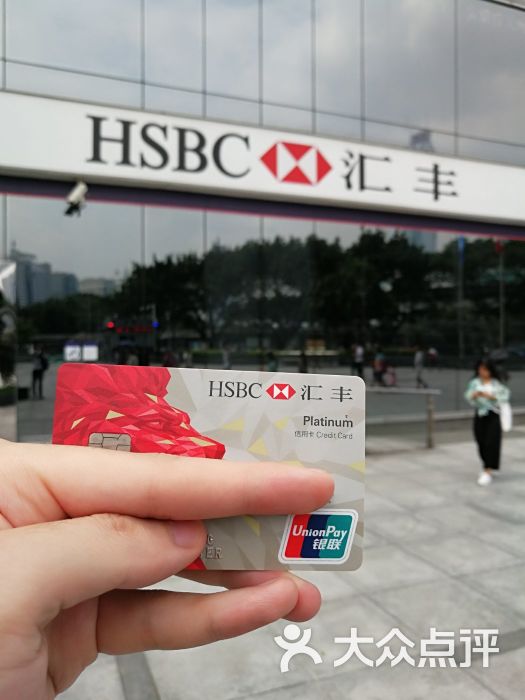 HSBC 汇丰
HSBC 汇丰
Platinum
信用卡 Credit Card
UnionPay
银联
大众点评